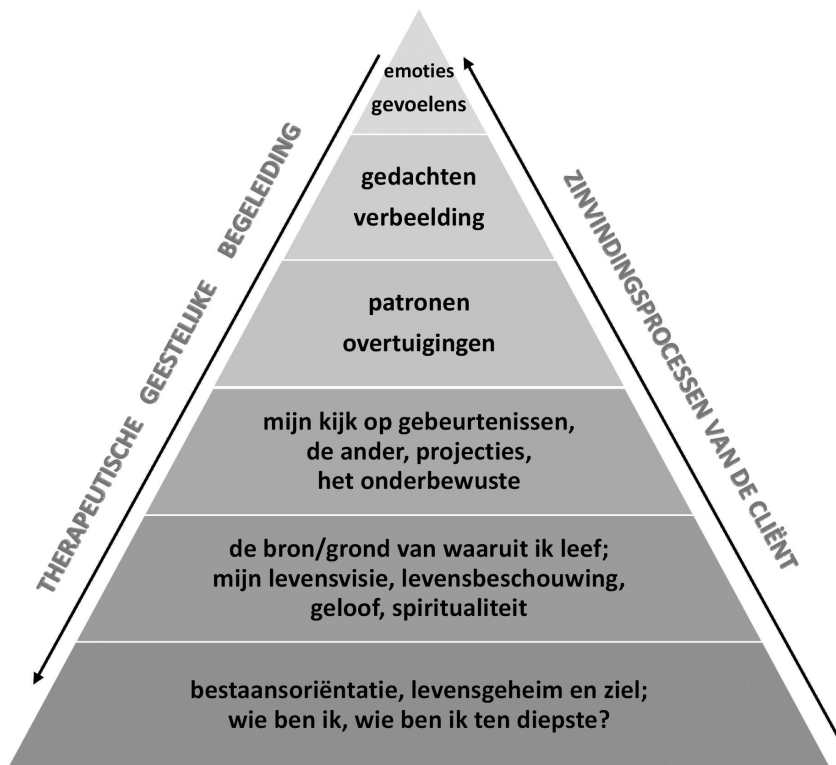 emoties
gevoelens
gedachten
verbeelding
patronen
overtuigingen
mijn kijk op gebeurtenissen,
de ander, projecties,
het onderbewuste
de bron/grond van waaruit ik leef;
mijn levensvisie, levensbeschouwing,
geloof, spiritualiteit
bestaansoriëntatie, levensgeheim en ziel;
wie ben ik, wie ben ik ten diepste?
THERAPEUTISCHE GEESTELIJKE BEGELEIDING
ZINVINDINGSPROCESSEN VAN DE CLIËNT